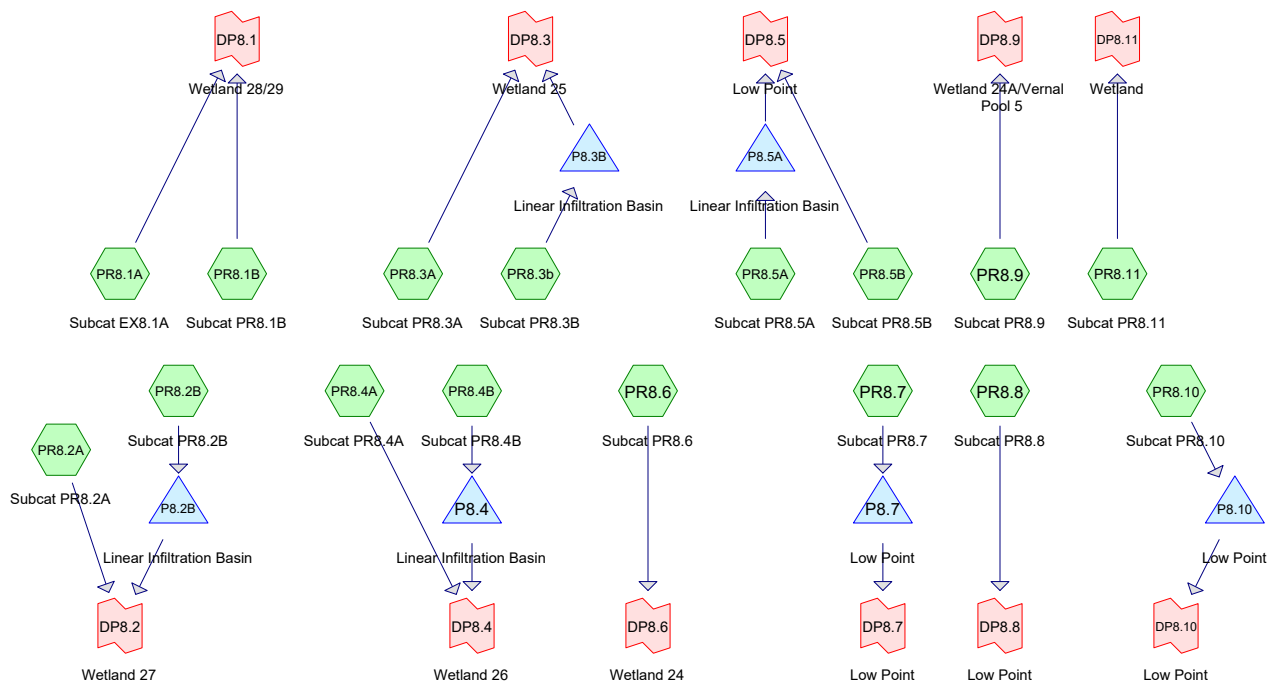 DP8.1
DP8.3
DP8.5
DP8.9
DP8.11
Wetland 28/29
Wetland 25
Low Point
Wetland 24A/Vernal
Pool 5
Wetland
P8.3B
P8.5A
Linear Infiltration Basin
Linear Infiltration Basin
PR8.1A
PR8.1B
PR8.3A
PR8.3b
PR8.5A
PR8.5B
PR8.9
PR8.11
Subcat EX8.1A
Subcat PR8.1B
Subcat PR8.3A
Subcat PR8.3B
Subcat PR8.5A
Subcat PR8.5B
Subcat PR8.9
Subcat PR8.11
PR8.2B
PR8.4A
PR8.4B
PR8.6
PR8.7
PR8.8
PR8.10
Subcat PR8.2B
Subcat PR8.4A
Subcat PR8.4B
Subcat PR8.6
Subcat PR8.7
Subcat PR8.8
Subcat PR8.10
PR8.2A
Subcat PR8.2A
P8.2B
P8.4
P8.7
P8.10
Linear Infiltration Basin
Linear Infiltration Basin
Low Point
Low Point
DP8.2
DP8.4
DP8.6
DP8.7
DP8.8
DP8.10
Wetland 27
Wetland 26
Wetland 24
Low Point
Low Point
Low Point